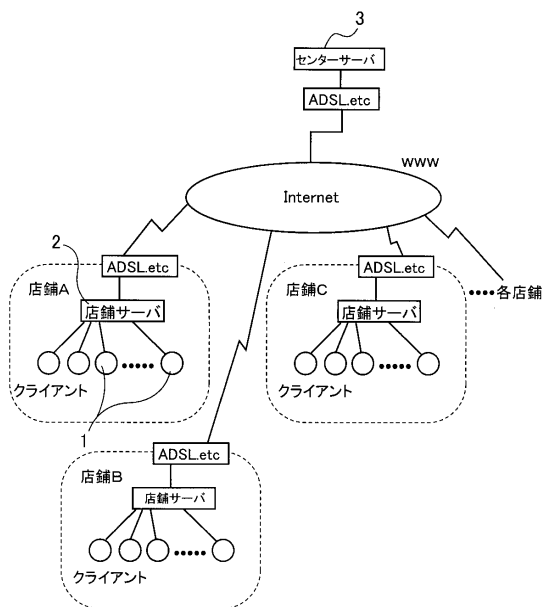 3
センターサーバ
ADSL.etc
www
Internet
2
ADSL.etc
店舗A
店舗サーバ
クライアント
1
ADSL.etc
店舗C
店舗サーバ
クライアント
••••各店舗
ADSL.etc
店舗B
店舗サーバ
クライアント